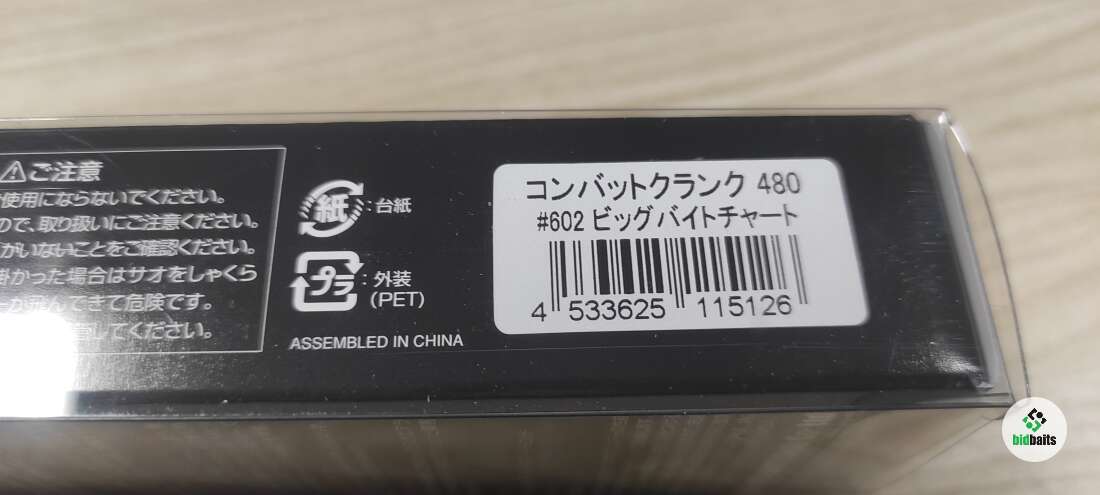 ⚠ご注意
使用にならないでください。
ので、取り扱いにご注意ください。
がいないことをご確認ください。
掛かった場合はサオをしゃくら
んできて危険です。
してください。
紙:台紙
プラ:外装
(PET)
ASSEMBLED IN CHINA
コンバットクランク 480
#602 ビッグバイトチャート
4 533625 115126
bidbaits